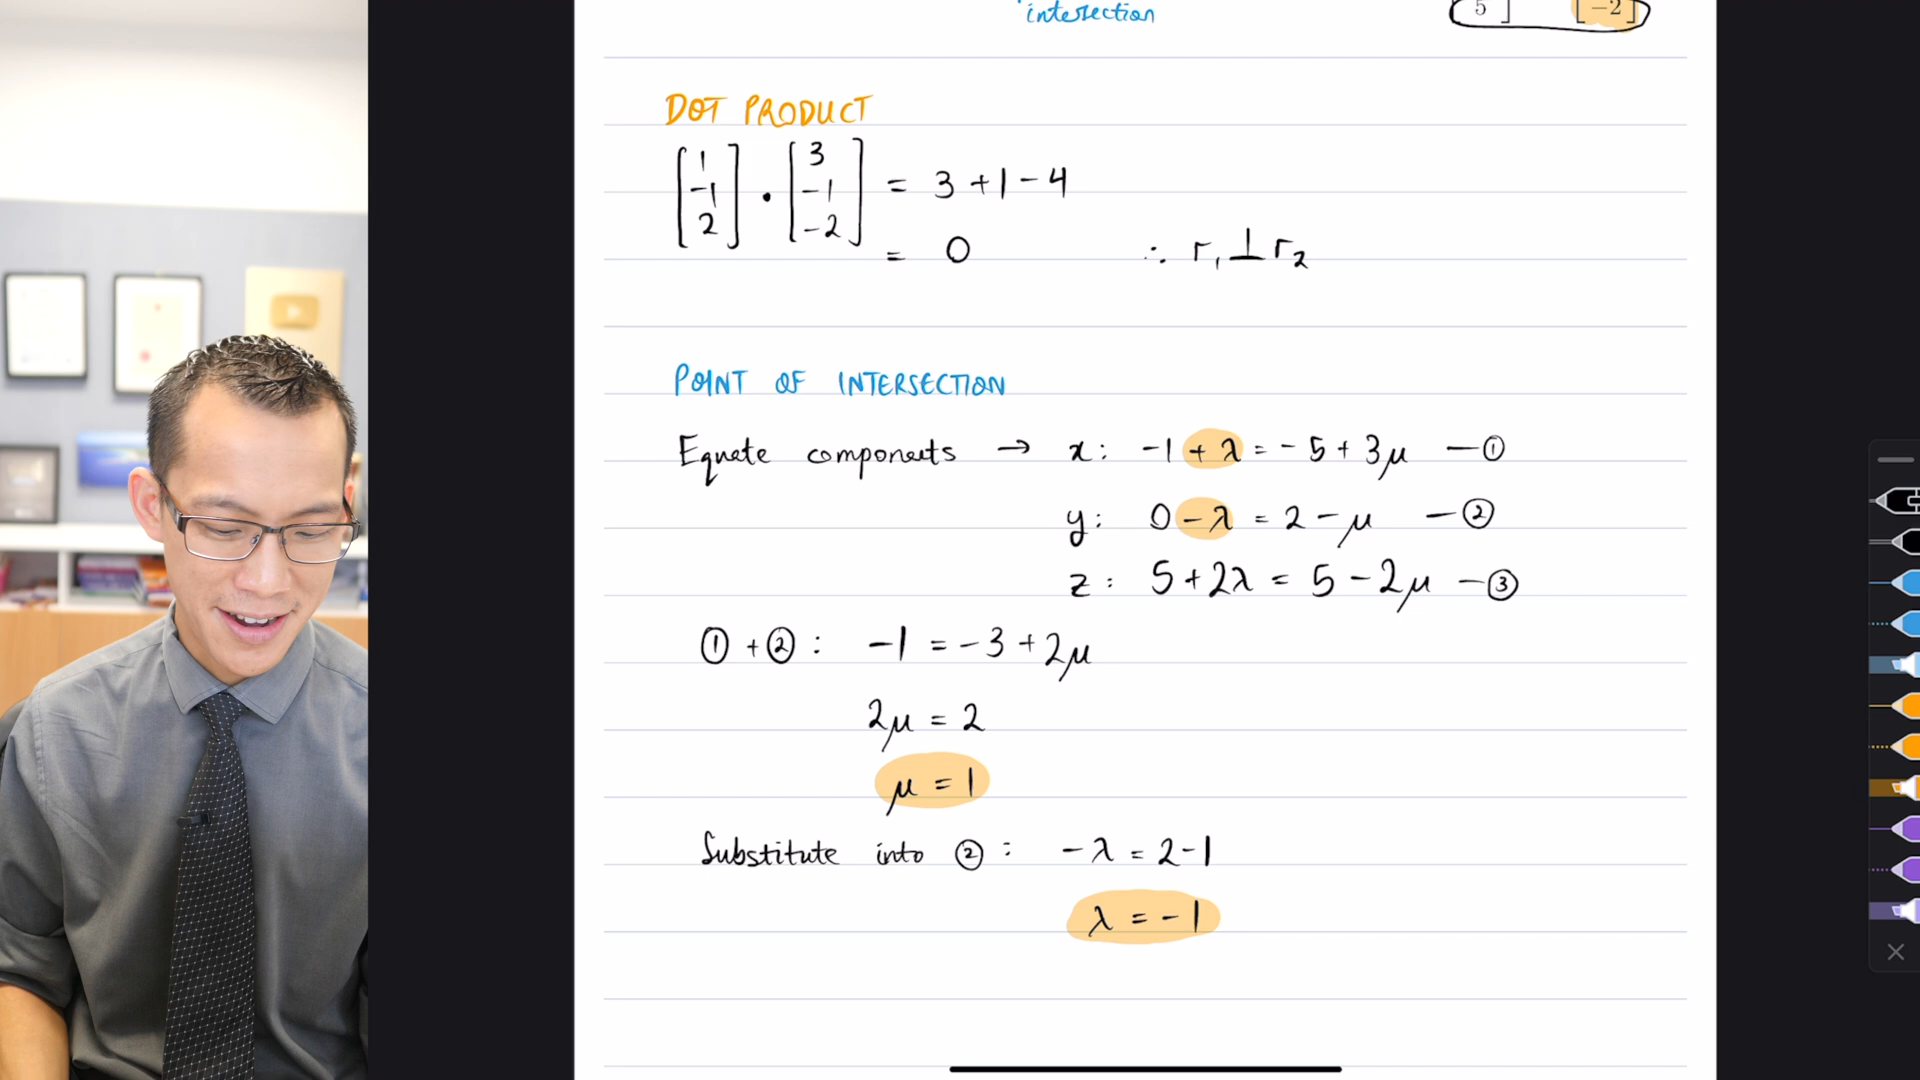 intersection
5 ] [-2]
DOT PRODUCT
[1 -1 2] · [3 -1 -2] = 3 + 1 - 4
= 0 ∴ r₁ ⊥ r₂
POINT OF INTERSECTION
Equate components → x: -1 + λ = -5 + 3μ —①
y: 0 - λ = 2 - μ —②
z: 5 + 2λ = 5 - 2μ —③
① + ②: -1 = -3 + 2μ
2μ = 2
μ = 1
Substitute into ②: -λ = 2 - 1
λ = -1